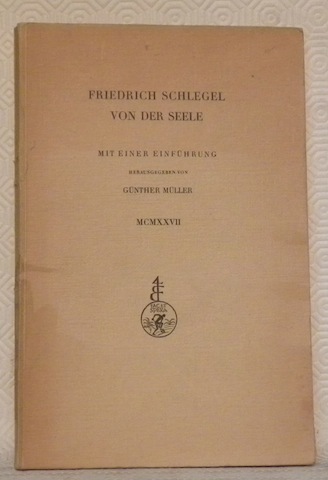 FRIEDRICH SCHLEGEL
VON DER SEELE
MIT EINER EINFÜHRUNG
HERAUSGEGEBEN VON
GÜNTHER MÜLLER
MCMXXVII